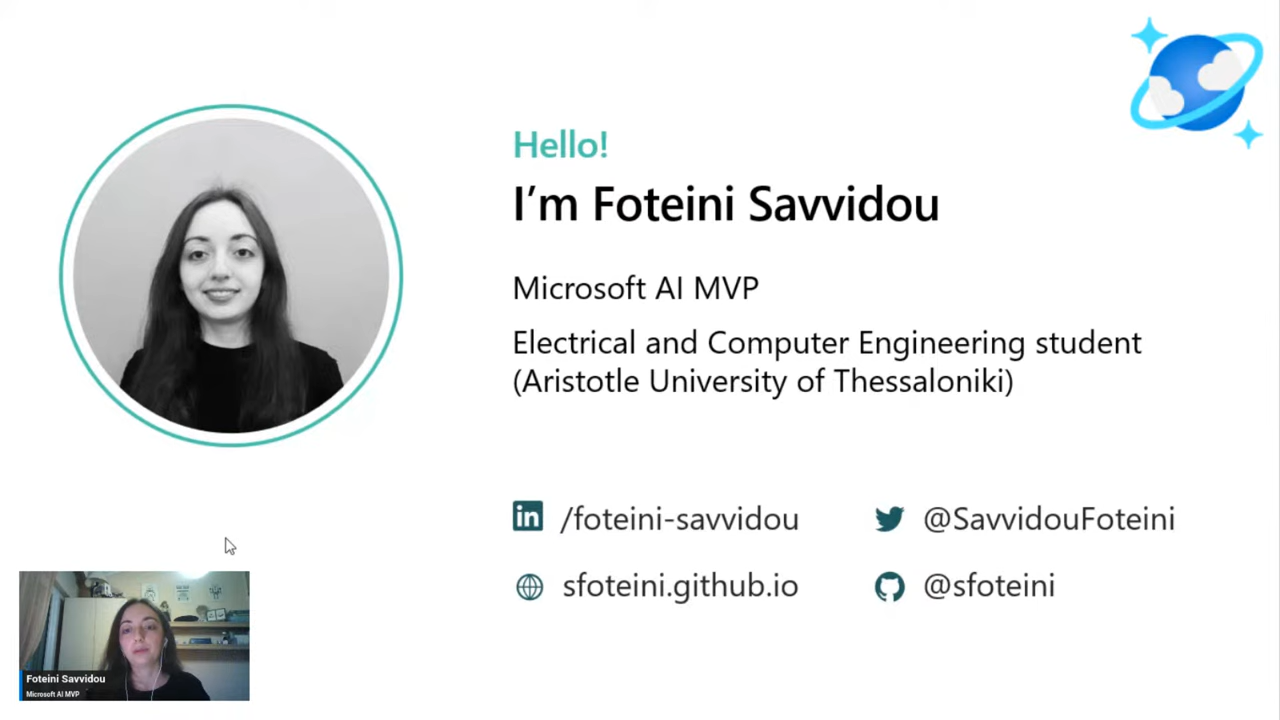 Hello!
I'm Foteini Savvidou
Microsoft AI MVP
Electrical and Computer Engineering student
(Aristotle University of Thessaloniki)
in /foteini-savvidou
@SavvidouFoteini
sfoteini.github.io
@sfoteini
Foteini Savvidou
Microsoft AI MVP